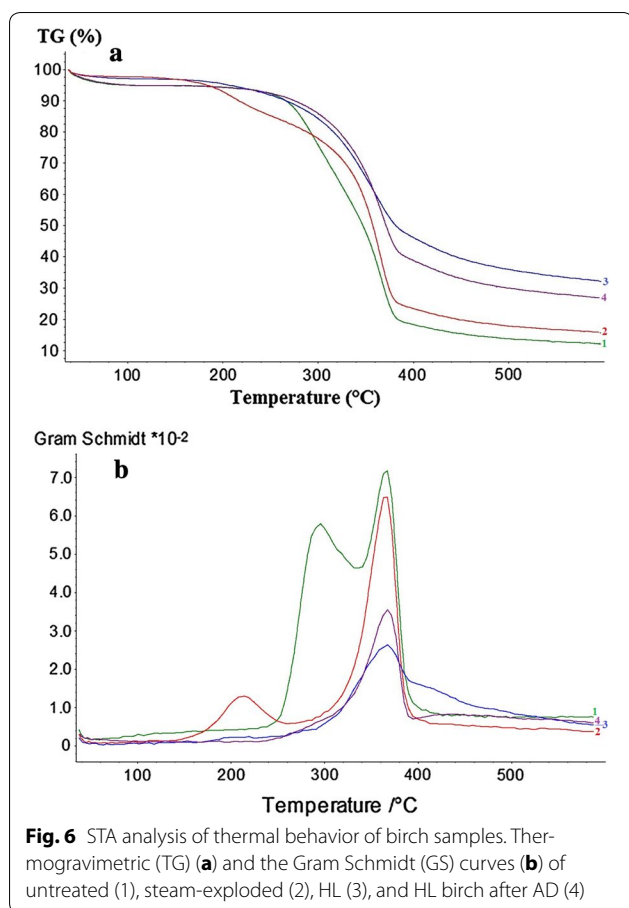 TG (%)
a
100
90
80
70
60
50
40
30
20
10
3
4
2
1
100 200 300 400 500
Temperature (°C)
Gram Schmidt *10-2
b
7.0
6.0
5.0
4.0
3.0
2.0
1.0
0
1
4
3
2
100 200 300 400 500
Temperature /°C
Fig. 6 STA analysis of thermal behavior of birch samples. Ther-
mogravimetric (TG) (a) and the Gram Schmidt (GS) curves (b) of
untreated (1), steam-exploded (2), HL (3), and HL birch after AD (4)